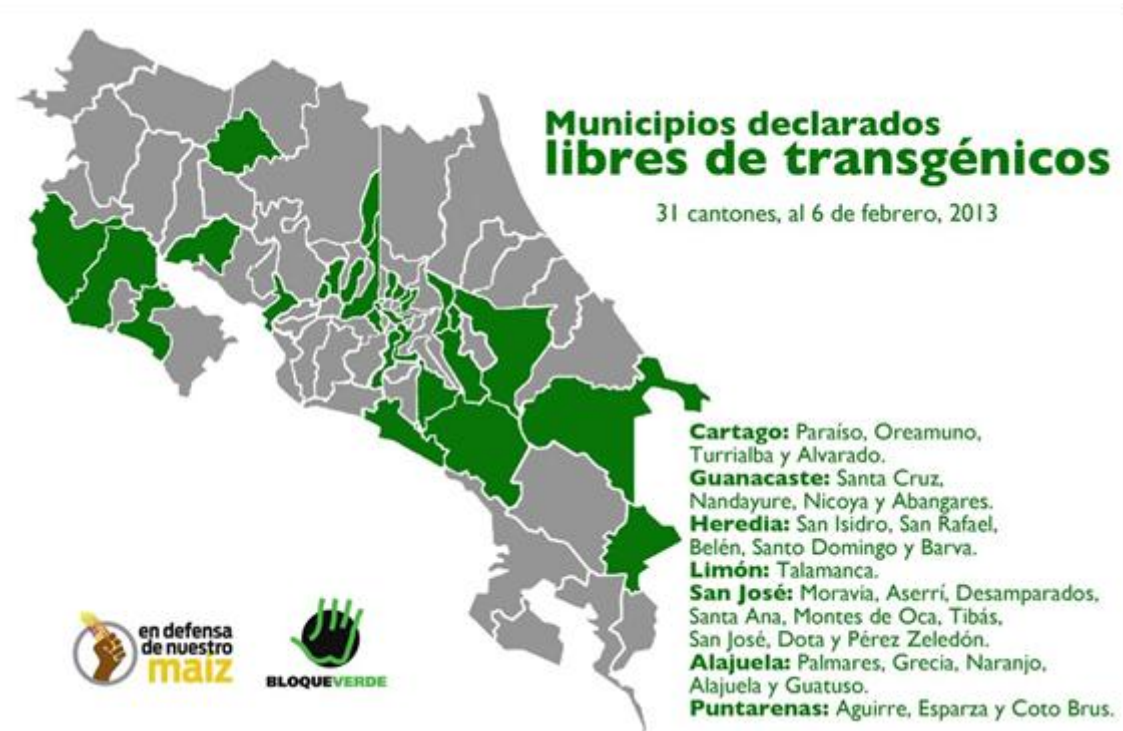 Municipios declarados
libres de transgénicos
31 cantones, al 6 de febrero, 2013
Cartago: Paraíso, Oreamuno,
Turrialba y Alvarado.
Guanacaste: Santa Cruz,
Nandayure, Nicoya y Abangares.
Heredia: San Isidro, San Rafael,
Belén, Santo Domingo y Barva.
Limón: Talamanca.
San José: Moravia, Aserrí, Desamparados,
Santa Ana, Montes de Oca, Tibás,
San José, Dota y Pérez Zeledón.
Alajuela: Palmares, Grecia, Naranjo,
Alajuela y Guatuso.
Puntarenas: Aguirre, Esparza y Coto Brus.
en defensa
de nuestro
maíz
BLOQUEVERDE